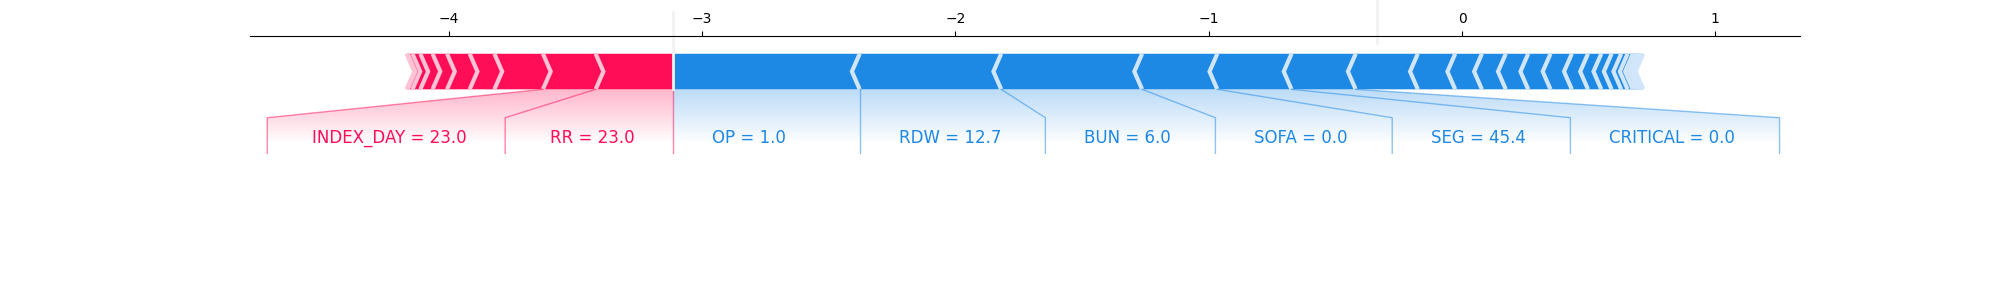 −4 −3 −2 −1 0 1
INDEX_DAY = 23.0 RR = 23.0 OP = 1.0 RDW = 12.7 BUN = 6.0 SOFA = 0.0 SEG = 45.4 CRITICAL = 0.0